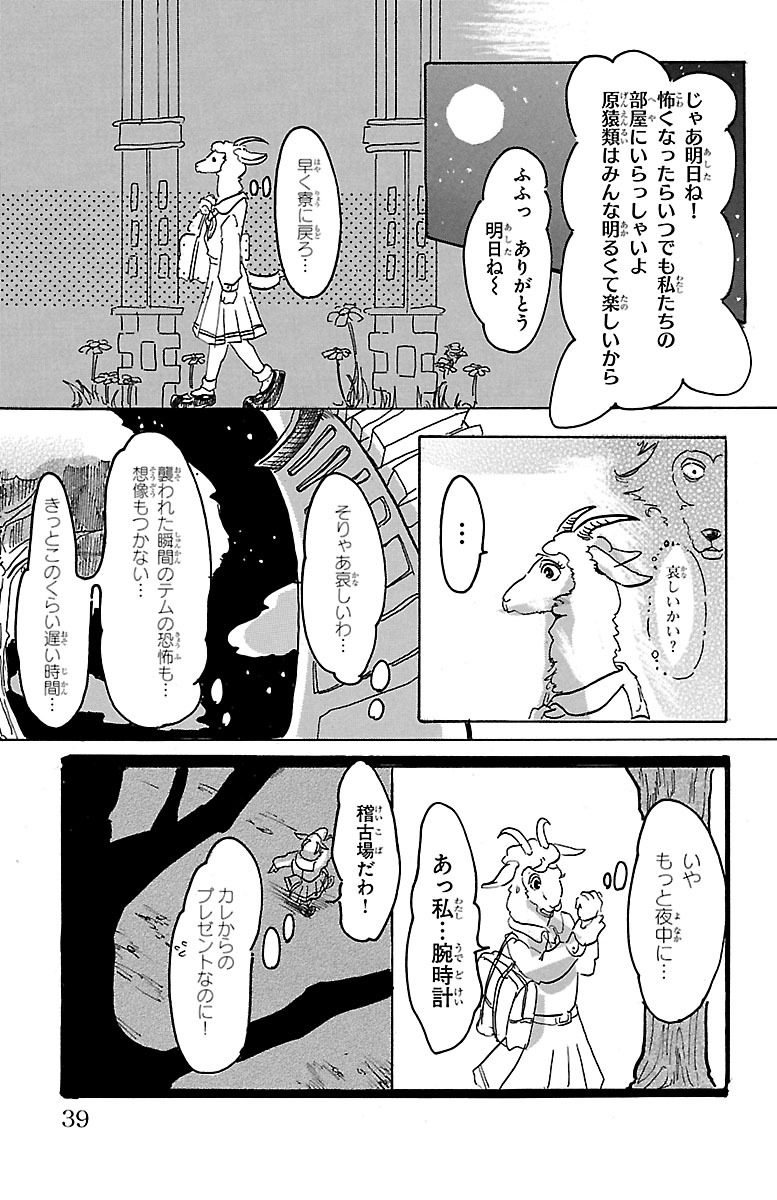 じゃあ明日ね！
怖くなったらいつでも私たちの
部屋にいらっしゃいよ
原猿類はみんな明るくて楽しいから
ふふっ ありがとう
明日ね〜
早く寮に戻ろ…
哀しいかい？
…
そりゃあ哀しいわ…
襲われた瞬間のテムの恐怖も…
想像もつかない…
きっとこのくらい遅い時間…
いや
もっと夜中に…
あっ私…腕時計
稽古場だわ！
カレからの
プレゼントなのに！
39